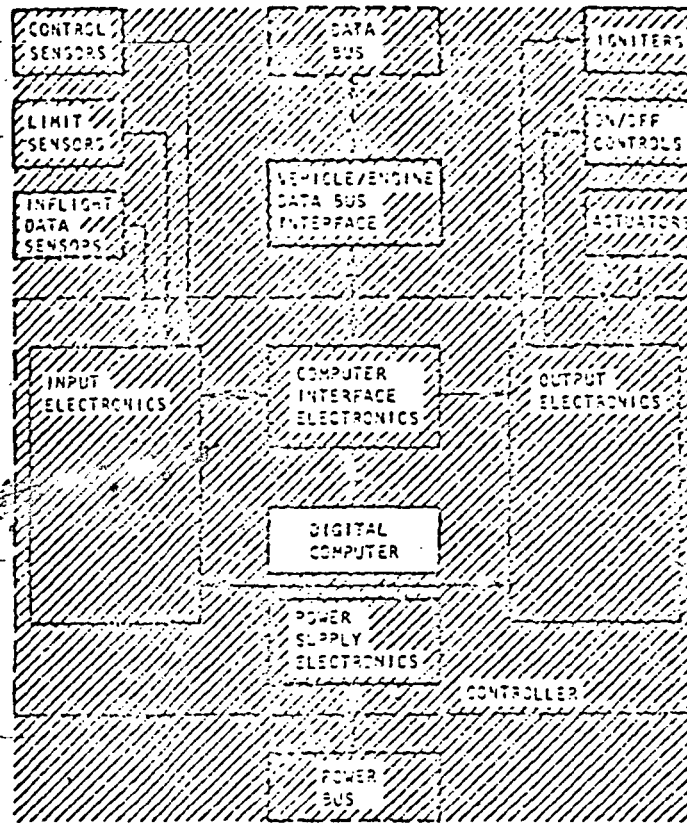 CONTROL
SENSORS
DATA
BUS
IGNITERS
LIMIT
SENSORS
ON/OFF
CONTROLS
INFLIGHT
DATA
SENSORS
VEHICLE/ENGINE
DATA BUS
INTERFACE
ACTUATORS
INPUT
ELECTRONICS
COMPUTER
INTERFACE
ELECTRONICS
OUTPUT
ELECTRONICS
DIGITAL
COMPUTER
POWER
SUPPLY
ELECTRONICS
CONTROLLER
POWER
BUS